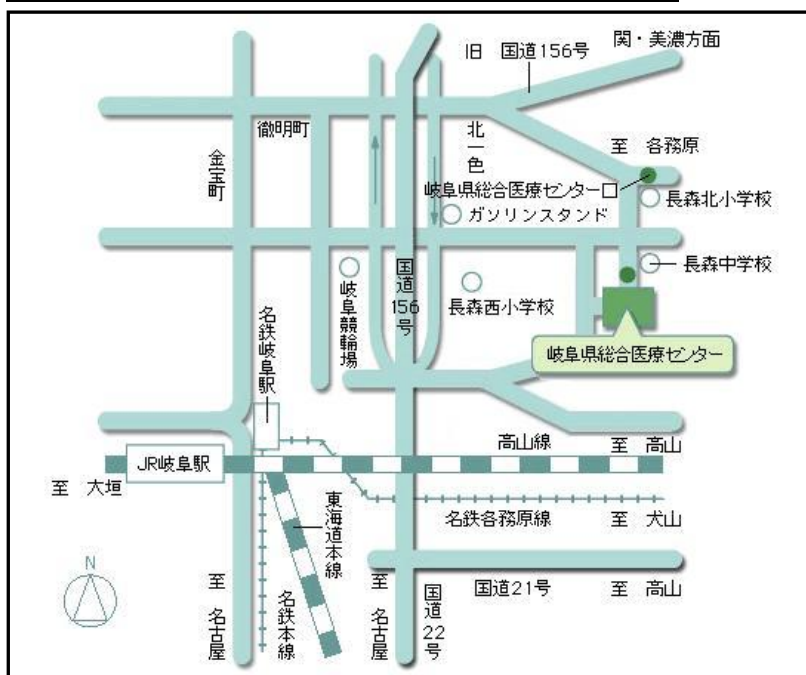 旧 国道156号
関・美濃方面
徹明町
北一色
至 各務原
金宝町
岐阜県総合医療センター口
長森北小学校
ガソリンスタンド
国道156号
長森中学校
岐阜競輪場
長森西小学校
名鉄岐阜駅
岐阜県総合医療センター
高山線
至 高山
JR岐阜駅
至 大垣
東海道本線
名鉄各務原線
至 犬山
N
至 名古屋
名鉄本線
至 名古屋
国道22号
国道21号
至 高山